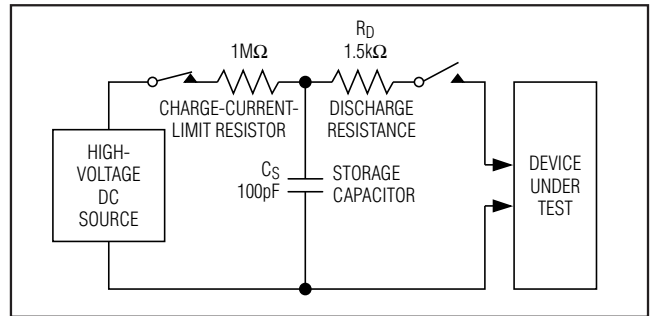 R_D
1MΩ
1.5kΩ
CHARGE-CURRENT-
LIMIT RESISTOR
DISCHARGE
RESISTANCE
HIGH-
VOLTAGE
DC
SOURCE
C_S
100pF
STORAGE
CAPACITOR
DEVICE
UNDER
TEST